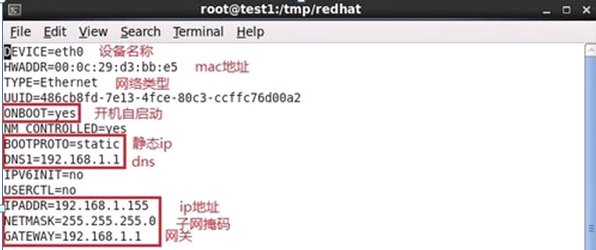 root@test1:/tmp/redhat
File Edit View Search Terminal Help
DEVICE=eth0 设备名称
HWADDR=00:0c:29:d3:bb:e5 mac地址
TYPE=Ethernet 网络类型
UUID=486cb8fd-7e13-4fce-80c3-ccffc76d00a2
ONBOOT=yes 开机自启动
NM_CONTROLLED=yes
BOOTPROTO=static 静态ip
DNS1=192.168.1.1 dns
IPV6INIT=no
USERCTL=no
IPADDR=192.168.1.155 ip地址
NETMASK=255.255.255.0 子网掩码
GATEWAY=192.168.1.1 网关